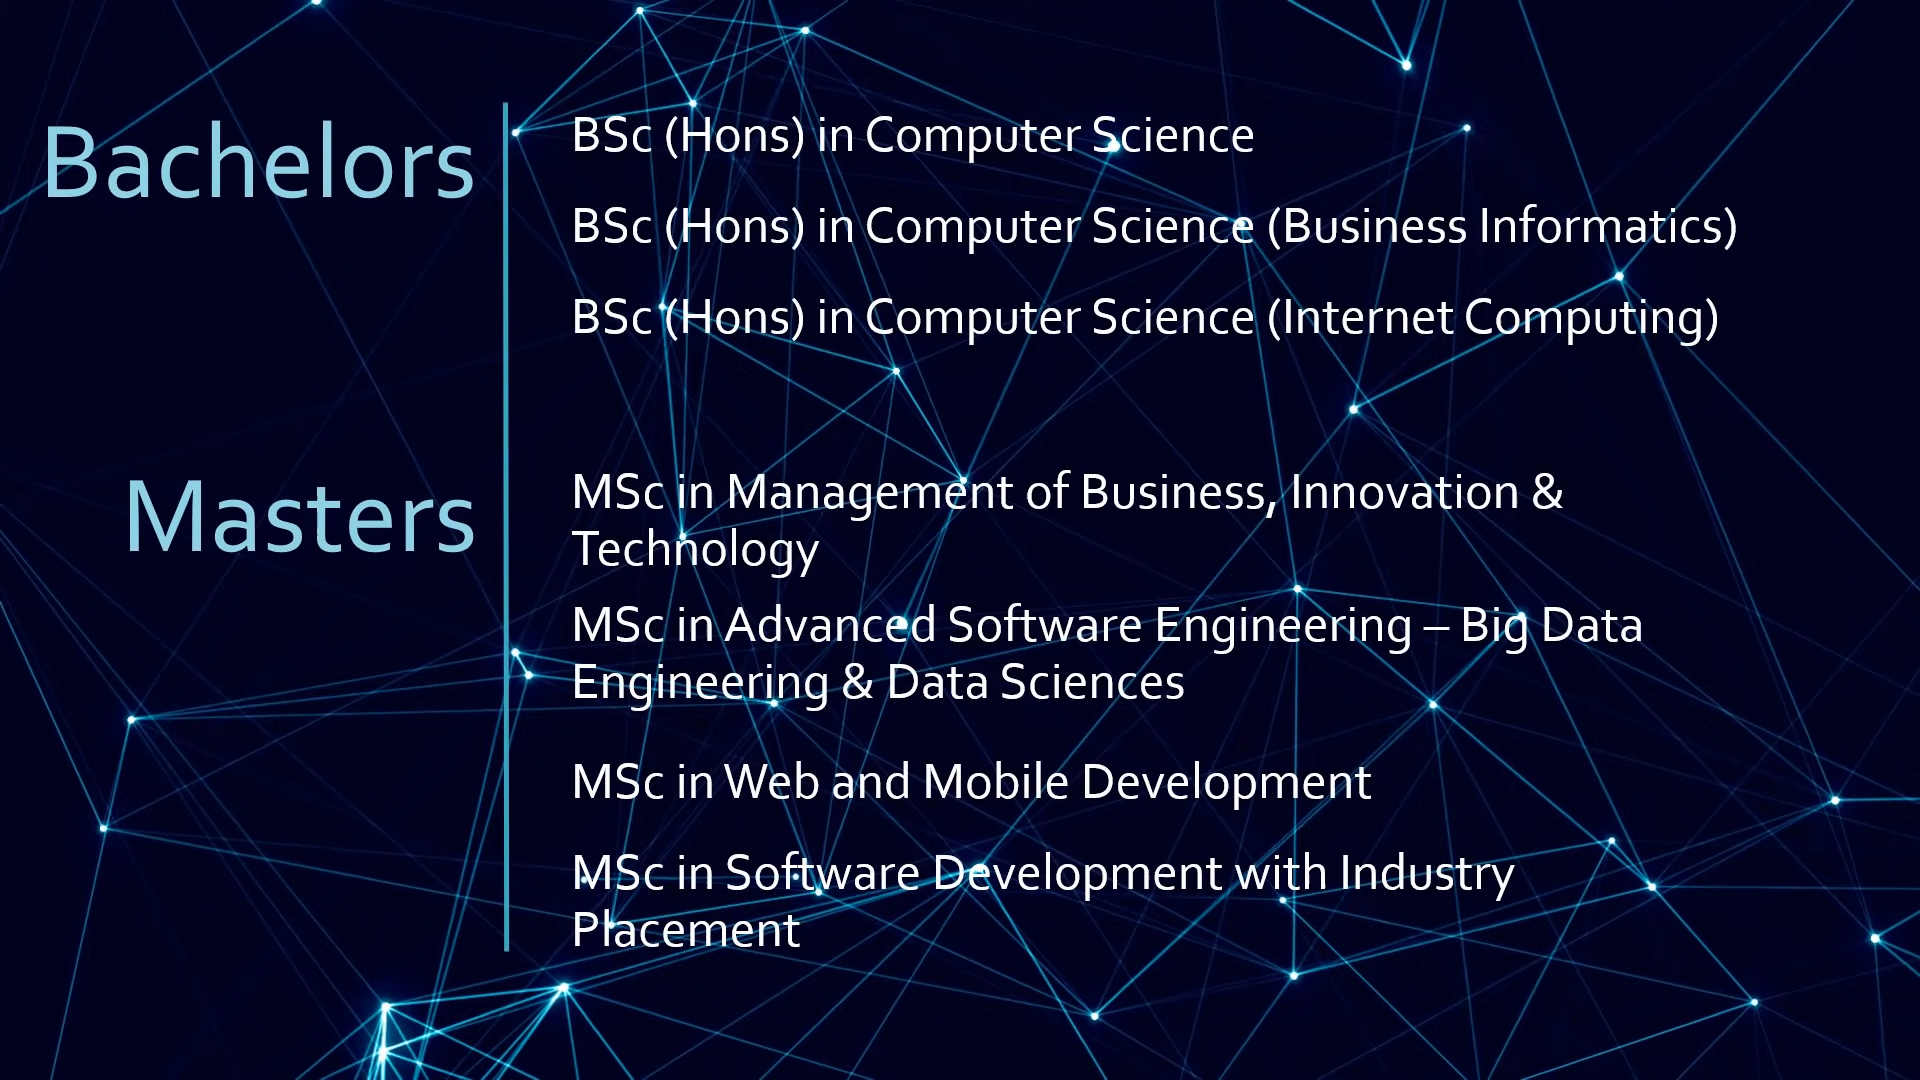 Bachelors
BSc (Hons) in Computer Science
BSc (Hons) in Computer Science (Business Informatics)
BSc (Hons) in Computer Science (Internet Computing)
Masters
MSc in Management of Business, Innovation &
Technology
MSc in Advanced Software Engineering – Big Data
Engineering & Data Sciences
MSc in Web and Mobile Development
MSc in Software Development with Industry
Placement